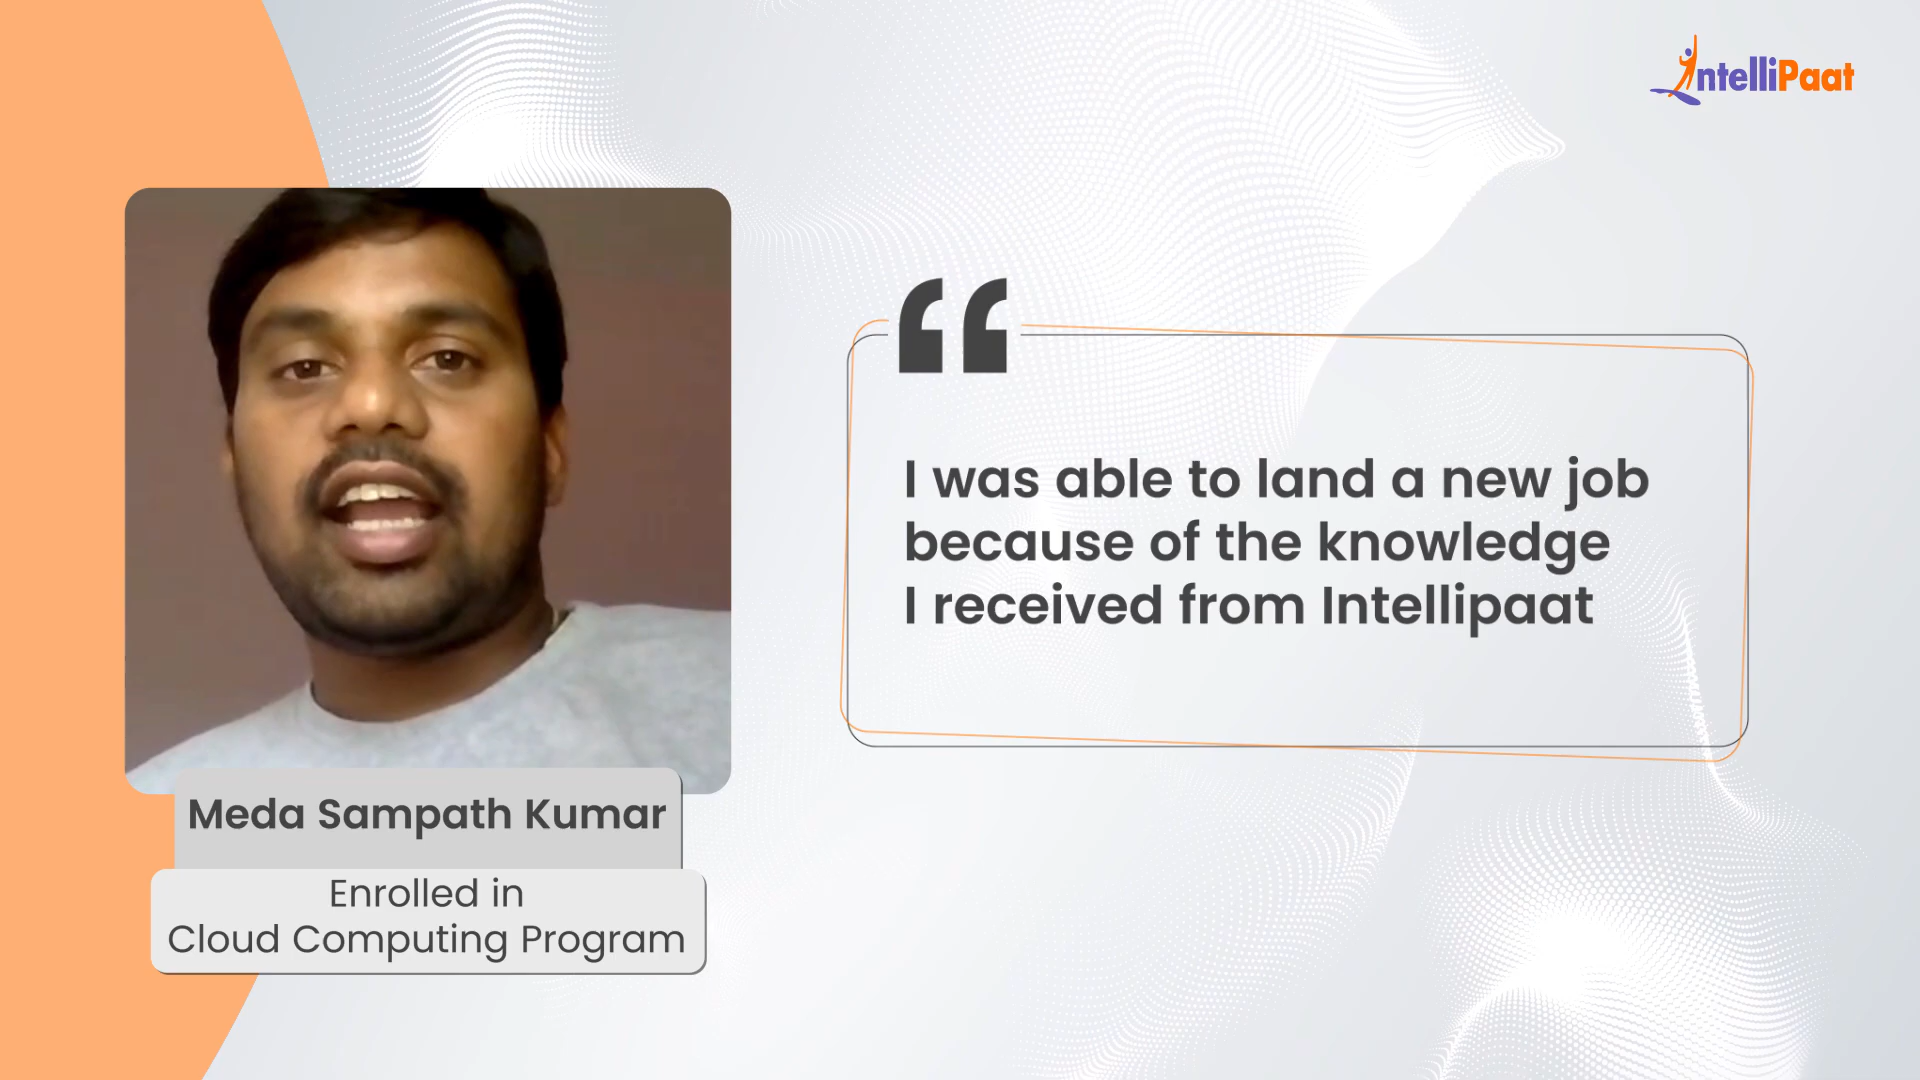 IntelliPaat
I was able to land a new job
because of the knowledge
I received from Intellipaat
Meda Sampath Kumar
Enrolled in
Cloud Computing Program